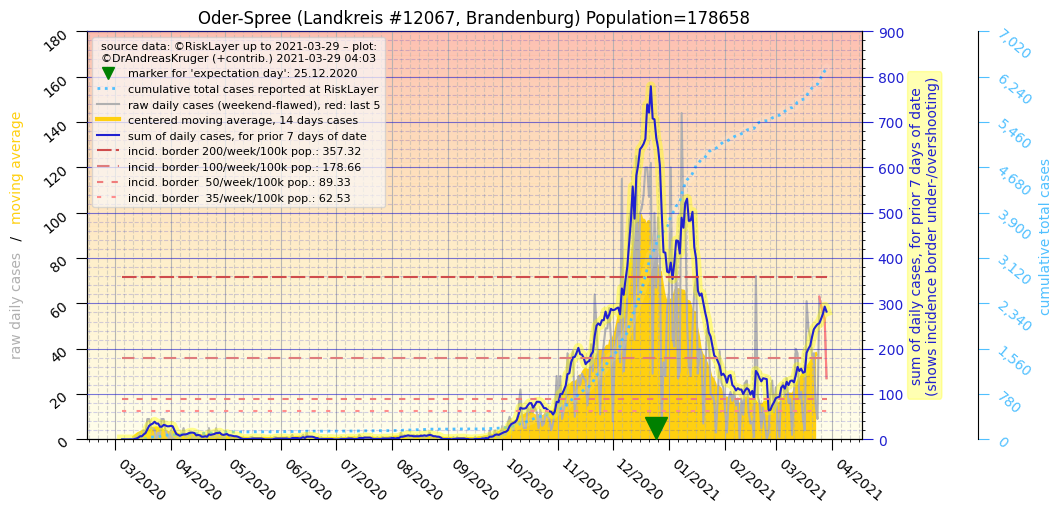 Oder-Spree (Landkreis #12067, Brandenburg) Population=178658
source data: ©RiskLayer up to 2021-03-29 – plot:
©DrAndreasKruger (+contrib.) 2021-03-29 04:03
marker for 'expectation day': 25.12.2020
cumulative total cases reported at RiskLayer
raw daily cases (weekend-flawed), red: last 5
centered moving average, 14 days cases
sum of daily cases, for prior 7 days of date
incid. border 200/week/100k pop.: 357.32
incid. border 100/week/100k pop.: 178.66
incid. border  50/week/100k pop.: 89.33
incid. border  35/week/100k pop.: 62.53
raw daily cases / moving average
180
160
140
120
100
80
60
40
20
0
03/2020
04/2020
05/2020
06/2020
07/2020
08/2020
09/2020
10/2020
11/2020
12/2020
01/2021
02/2021
03/2021
04/2021
900
800
700
600
500
400
300
200
100
0
sum of daily cases, for prior 7 days of date
(shows incidence border under-/overshooting)
7,020
6,240
5,460
4,680
3,900
3,120
2,340
1,560
780
0
cumulative total cases